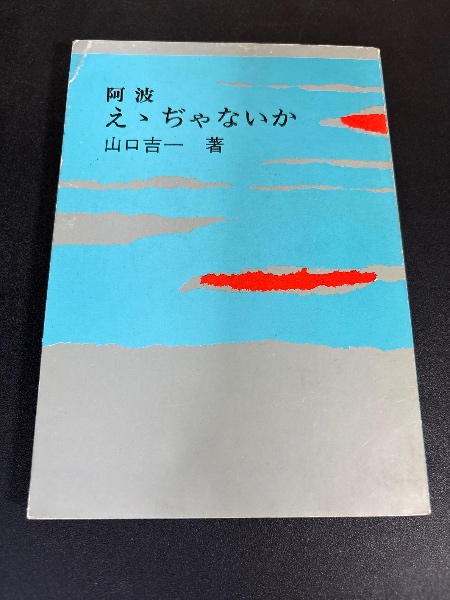 阿波
えゝぢゃないか
山口吉一 著